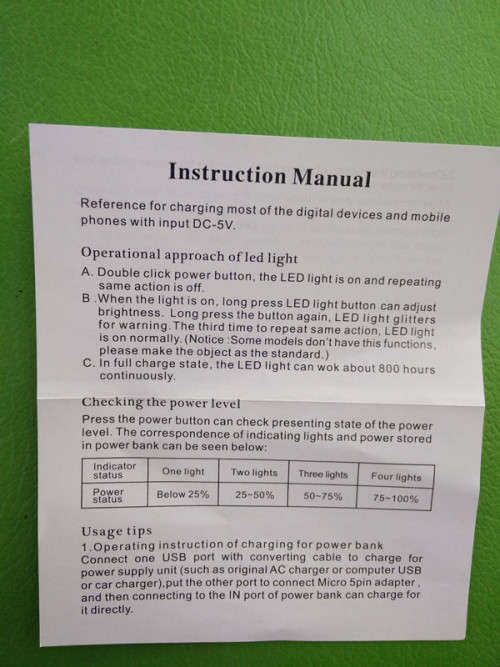 Instruction Manual
Reference for charging most of the digital devices and mobile
phones with input DC-5V.
Operational approach of led light
A. Double click power button, the LED light is on and repeating
same action is off.
B .When the light is on, long press LED light button can adjust
brightness. Long press the button again, LED light glitters
for warning. The third time to repeat same action, LED light
is on normally. (Notice :Some models don't have this functions,
please make the object as the standard.)
C. In full charge state, the LED light can wok about 800 hours
continuously.
Checking the power level
Press the power button can check presenting state of the power
level. The correspondence of indicating lights and power stored
in power bank can be seen below:
Indicator status One light Two lights Three lights Four lights
Power status Below 25% 25~50% 50~75% 75~100%
Usage tips
1.Operating instruction of charging for power bank
Connect one USB port with converting cable to charge for
power supply unit (such as original AC charger or computer USB
or car charger),put the other port to connect Micro 5pin adapter ,
and then connecting to the IN port of power bank can charge for
it directly.